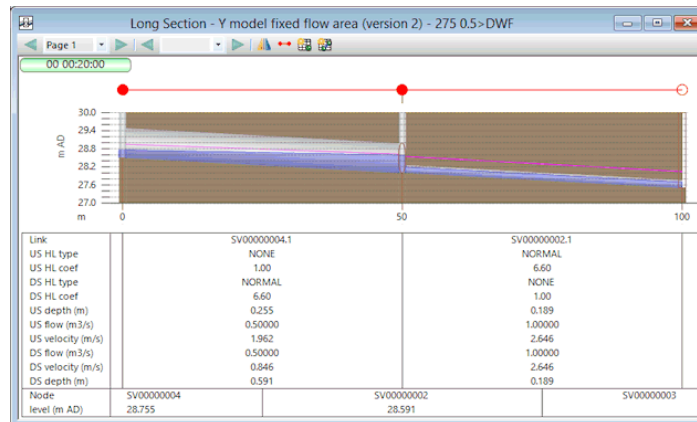 Long Section - Y model fixed flow area (version 2) - 275 0.5>DWF
Page 1
00 00:20:00
30.0
29.4
28.8
28.2
27.6
27.0
m AD
m 0 50 100
Link SV00000004.1 SV00000002.1
US HL type NONE NORMAL
US HL coef 1.00 6.60
DS HL type NORMAL NONE
DS HL coef 6.60 1.00
US depth (m) 0.255 0.189
US flow (m3/s) 0.50000 1.00000
US velocity (m/s) 1.962 2.646
DS flow (m3/s) 0.50000 1.00000
DS velocity (m/s) 0.846 2.646
DS depth (m) 0.591 0.189
Node SV00000004 SV00000002 SV00000003
level (m AD) 28.755 28.591